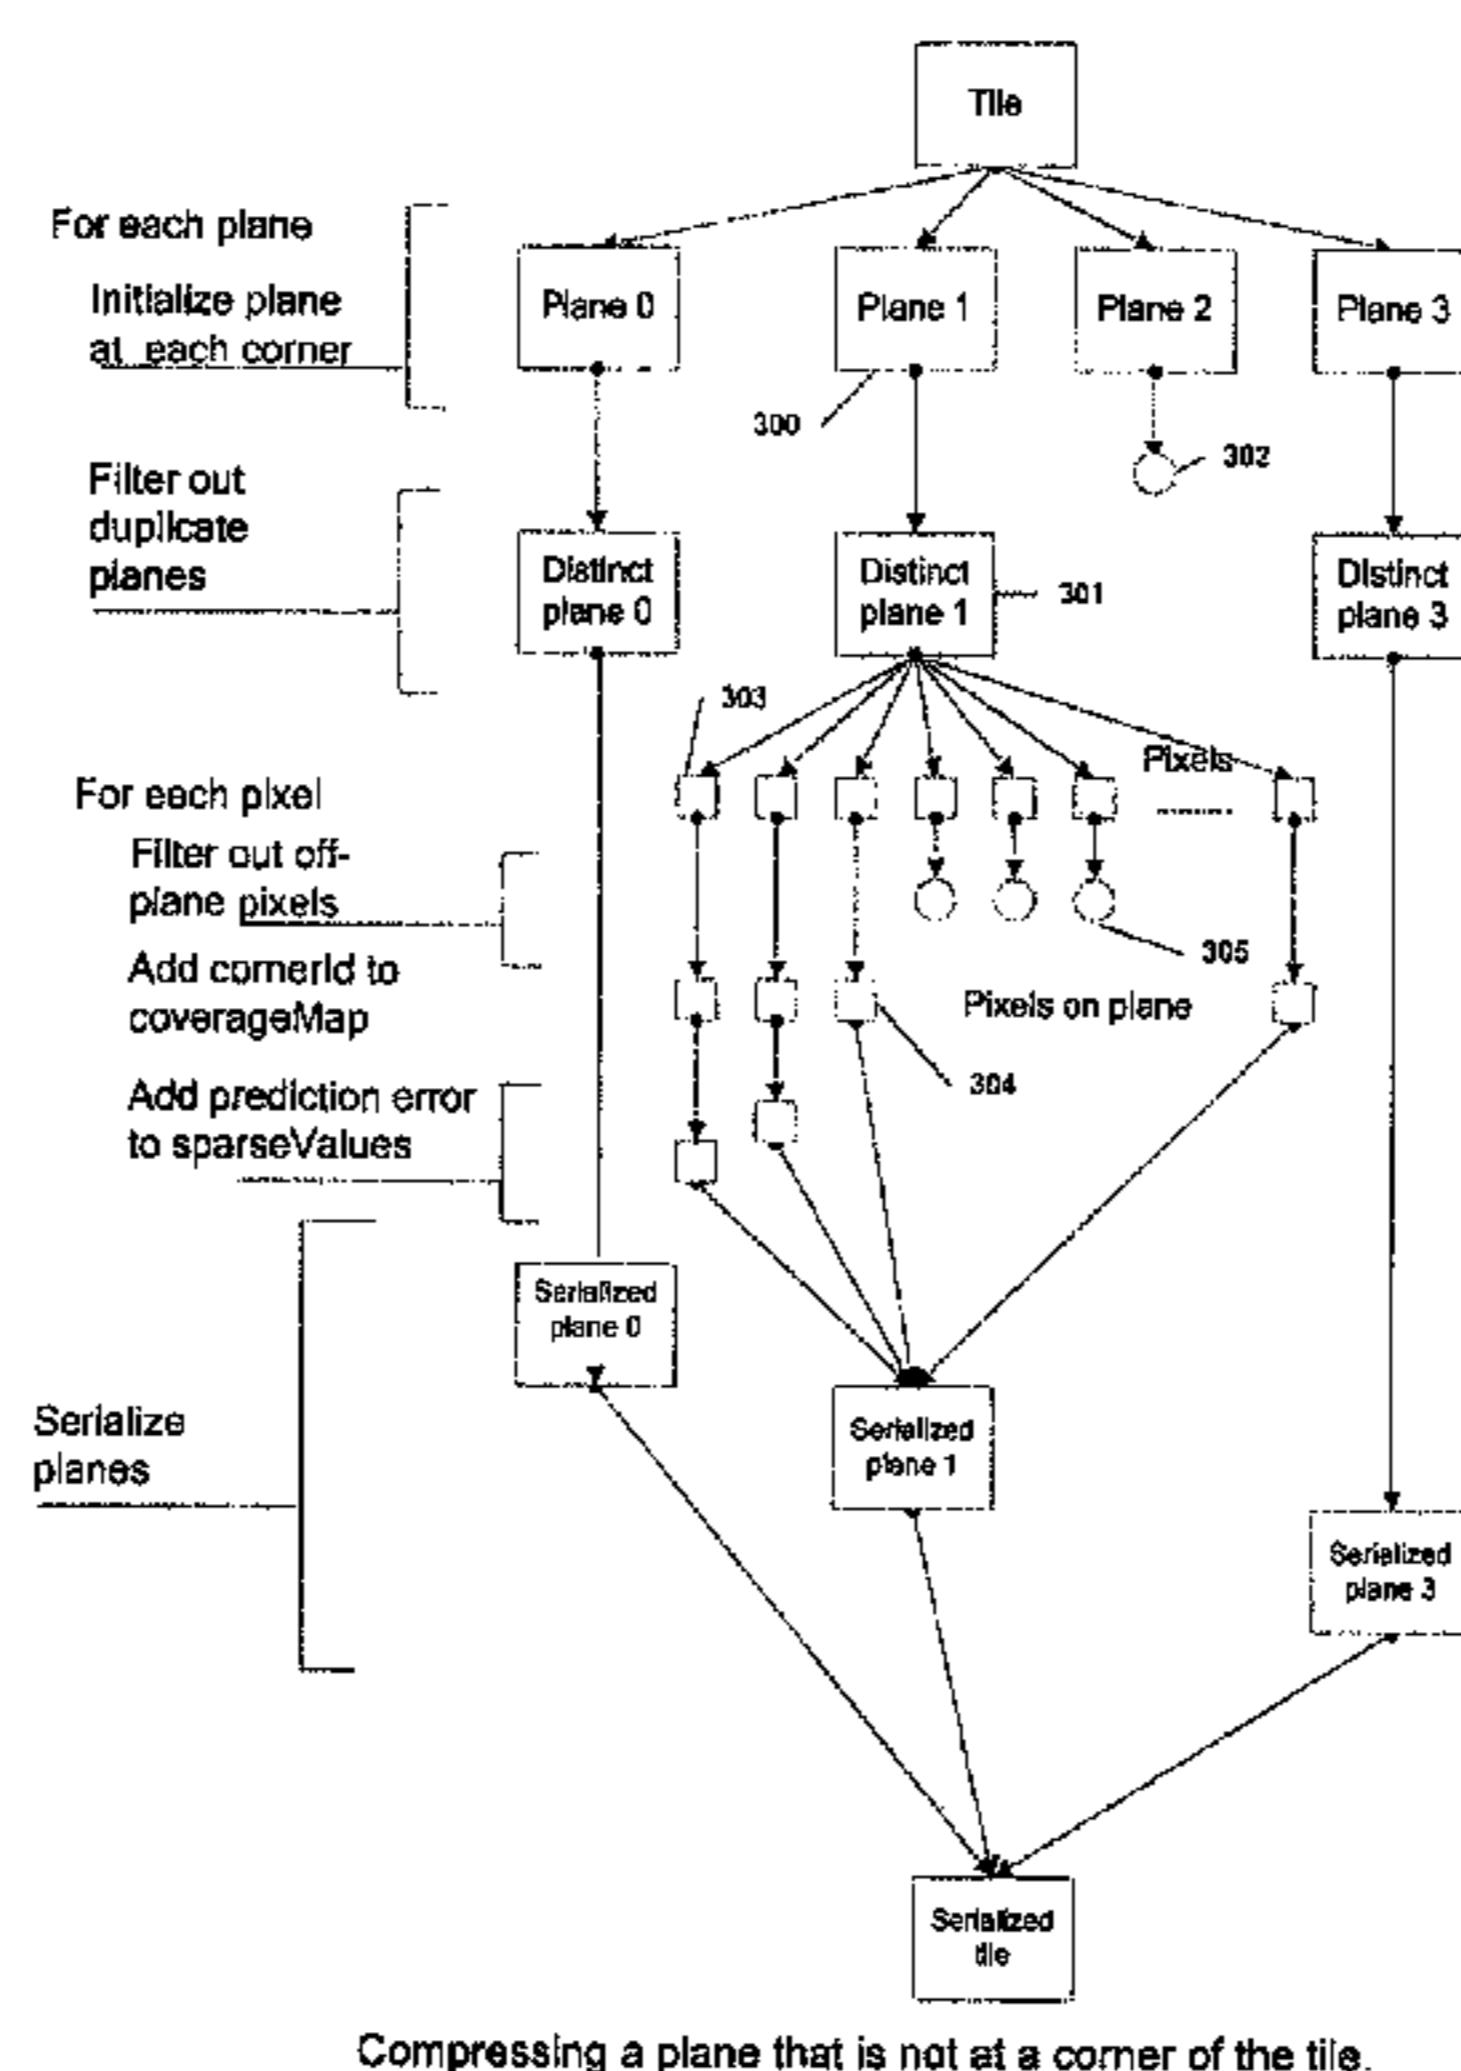 Tile
For each plane
Initialize plane
at each corner
Plane 0
Plane 1
Plane 2
Plane 3
300
302
Filter out
duplicate
planes
Distinct
plane 0
Distinct
plane 1
301
Distinct
plane 3
303
Pixels
For each pixel
Filter out off-
plane pixels
305
Add cornerId to
coverageMap
Pixels on plane
304
Add prediction error
to sparseValues
Serialized
plane 0
Serialize
planes
Serialized
plane 1
Serialized
plane 3
Serialized
tile
Compressing a plane that is not at a corner of the tile.